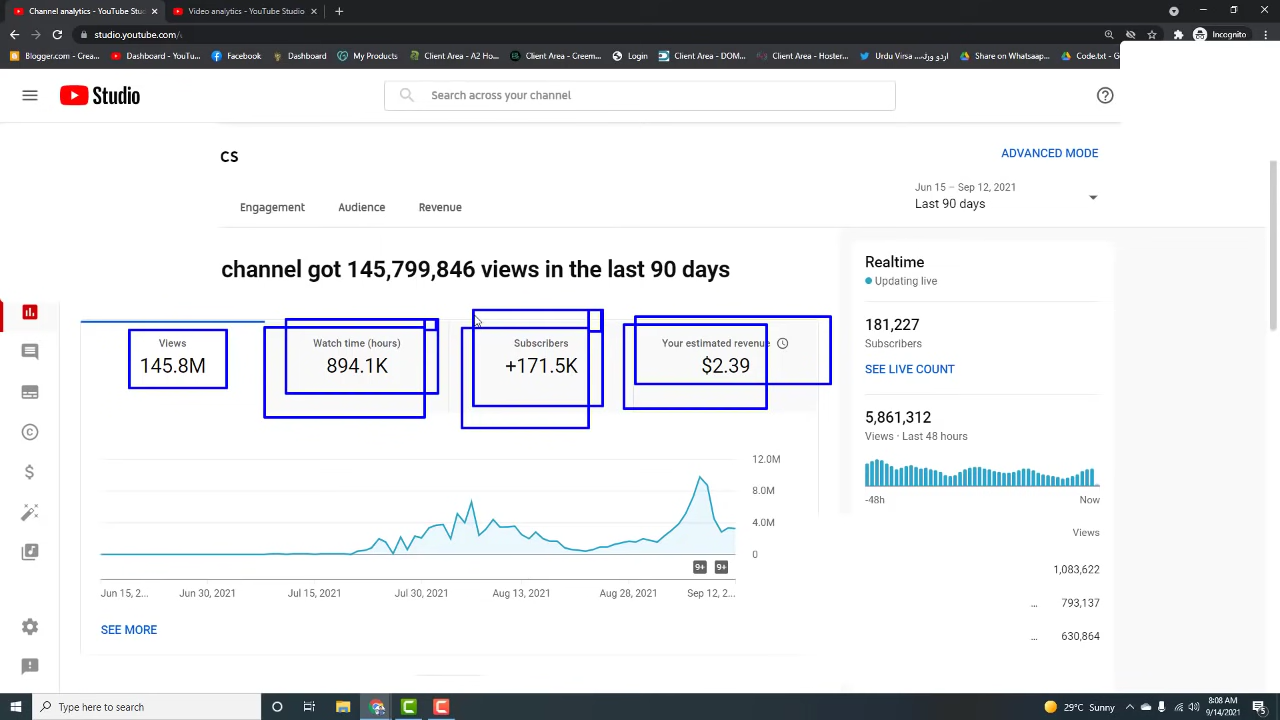 Channel analytics - YouTube Stu
YouTube Studio
studio.youtube.com/c
Incognito
Blogger.com - Creat...
Dashboard - YouTu...
Facebook
Dashboard
My Products
Client Area - A2 Ho...
Client Area - Creem...
Login
Client Area - DOM...
Client Area - Hoster...
Urdu Virsa اردو ورد...
Share on Whatsaap...
Codetxt - G
Studio
Search across your channel
cs
ADVANCED MODE
Engagement
Audience
Revenue
Jun 15 – Sep 12, 2021
Last 90 days
channel got 145,799,846 views in the last 90 days
Views
145.8M
Watch time (hours)
894.1K
Subscribers
+171.5K
Your estimated revenue
$2.39
12.0M
8.0M
4.0M
0
9+
9+
Jun 15, 2...
Jun 30, 2021
Jul 15, 2021
Jul 30, 2021
Aug 13, 2021
Aug 28, 2021
Sep 12, 2...
SEE MORE
Realtime
Updating live
181,227
Subscribers
SEE LIVE COUNT
5,861,312
Views · Last 48 hours
-48h
Now
Views
1,083,622
... 793,137
... 630,864
Type here to search
29°C Sunny
8:08 AM
9/14/2021